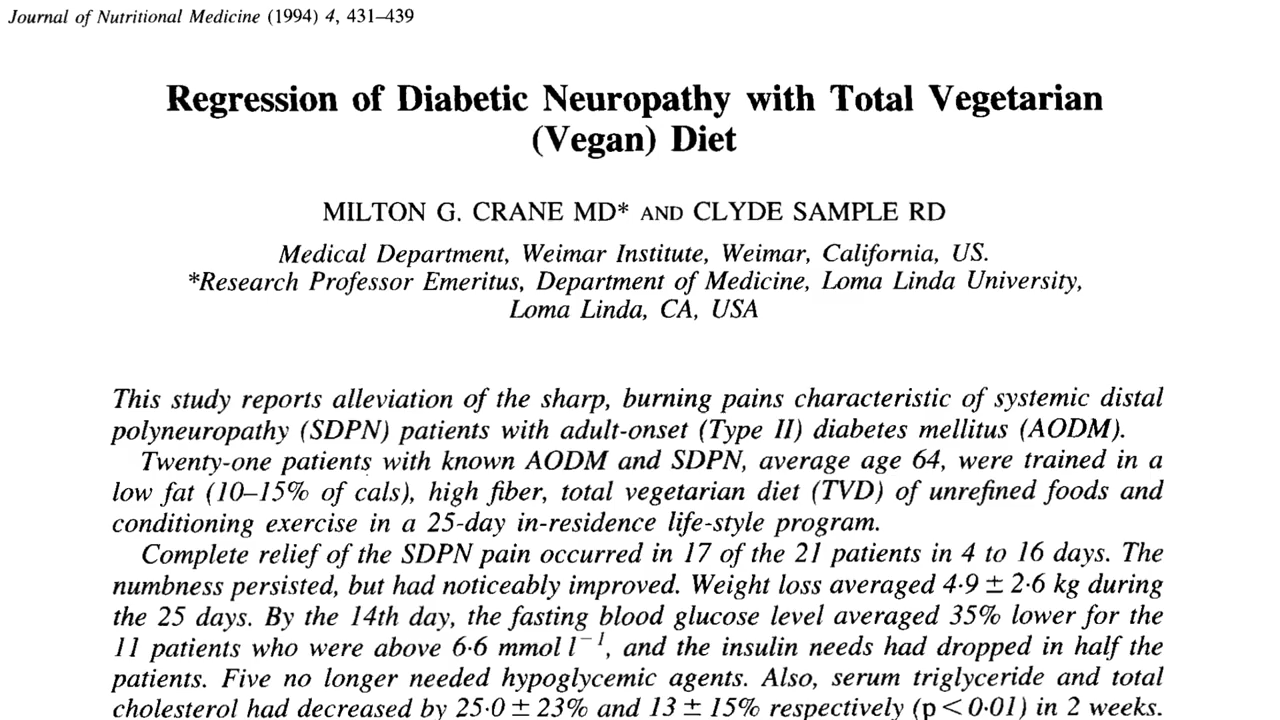 Journal of Nutritional Medicine (1994) 4, 431–439
Regression of Diabetic Neuropathy with Total Vegetarian
(Vegan) Diet
MILTON G. CRANE MD* AND CLYDE SAMPLE RD
Medical Department, Weimar Institute, Weimar, California, US.
*Research Professor Emeritus, Department of Medicine, Loma Linda University,
Loma Linda, CA, USA
This study reports alleviation of the sharp, burning pains characteristic of systemic distal
polyneuropathy (SDPN) patients with adult-onset (Type II) diabetes mellitus (AODM).
Twenty-one patients with known AODM and SDPN, average age 64, were trained in a
low fat (10–15% of cals), high fiber, total vegetarian diet (TVD) of unrefined foods and
conditioning exercise in a 25-day in-residence life-style program.
Complete relief of the SDPN pain occurred in 17 of the 21 patients in 4 to 16 days. The
numbness persisted, but had noticeably improved. Weight loss averaged 4·9 ± 2·6 kg during
the 25 days. By the 14th day, the fasting blood glucose level averaged 35% lower for the
11 patients who were above 6·6 mmol l⁻¹, and the insulin needs had dropped in half the
patients. Five no longer needed hypoglycemic agents. Also, serum triglyceride and total
cholesterol had decreased by 25·0 ± 23% and 13 ± 15% respectively (p < 0·01) in 2 weeks.